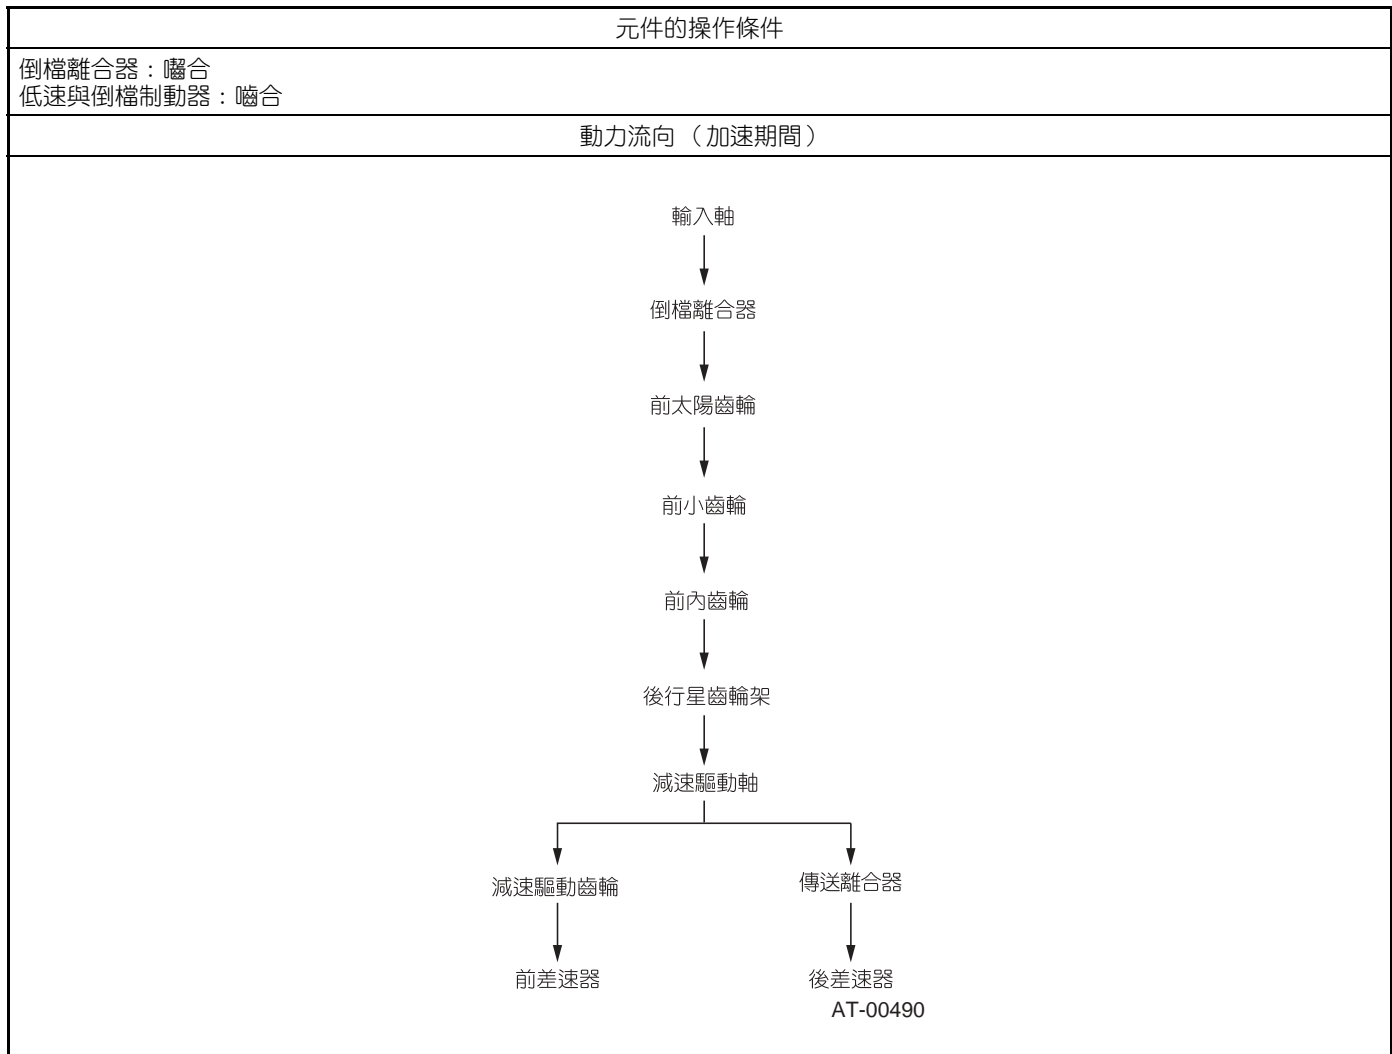 元件的操作條件
倒檔離合器：嚙合
低速與倒檔制動器：嚙合
動力流向（加速期間）
輸入軸
倒檔離合器
前太陽齒輪
前小齒輪
前內齒輪
後行星齒輪架
減速驅動軸
減速驅動齒輪
傳送離合器
前差速器
後差速器
AT-00490